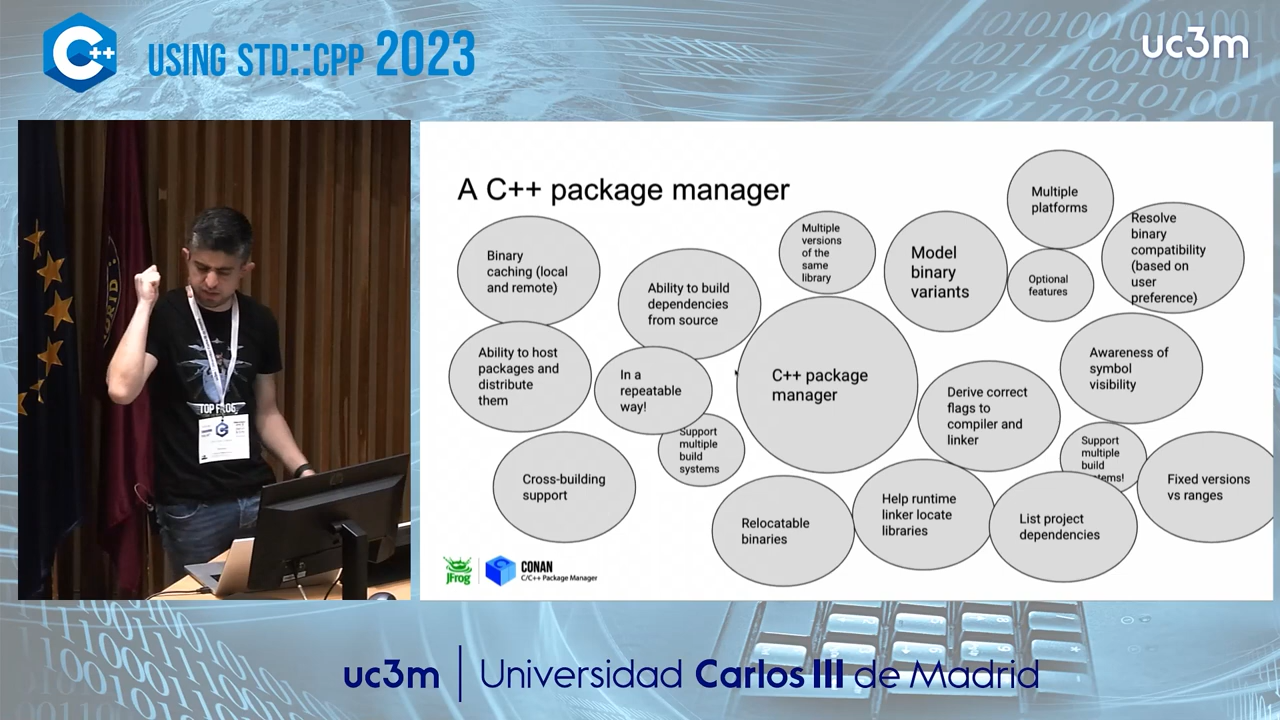 USING STD::CPP 2023
uc3m
A C++ package manager
Multiple
platforms
Resolve
binary
compatibility
(based on
user
preference)
Multiple
versions
of the
same
library
Model
binary
variants
Optional
features
Binary
caching (local
and remote)
Ability to build
dependencies
from source
Ability to host
packages and
distribute
them
In a
repeatable
way!
C++ package
manager
Awareness of
symbol
visibility
Derive correct
flags to
compiler and
linker
Support
multiple
build
systems
Support
multiple
build
tems!
Cross-building
support
Fixed versions
vs ranges
Relocatable
binaries
Help runtime
linker locate
libraries
List project
dependencies
JFrog
CONAN
C/C++ Package Manager
TOP FROG
C++
uc3m | Universidad Carlos III de Madrid